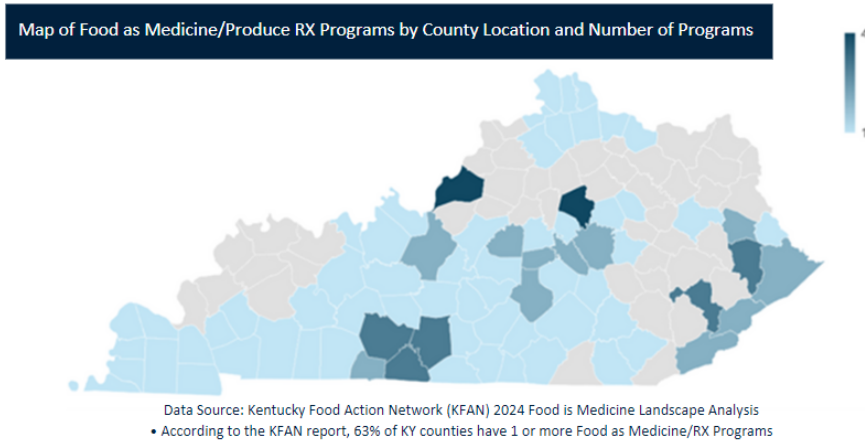 Map of Food as Medicine/Produce RX Programs by County Location and Number of Programs
4
1
Data Source: Kentucky Food Action Network (KFAN) 2024 Food is Medicine Landscape Analysis
• According to the KFAN report, 63% of KY counties have 1 or more Food as Medicine/RX Programs